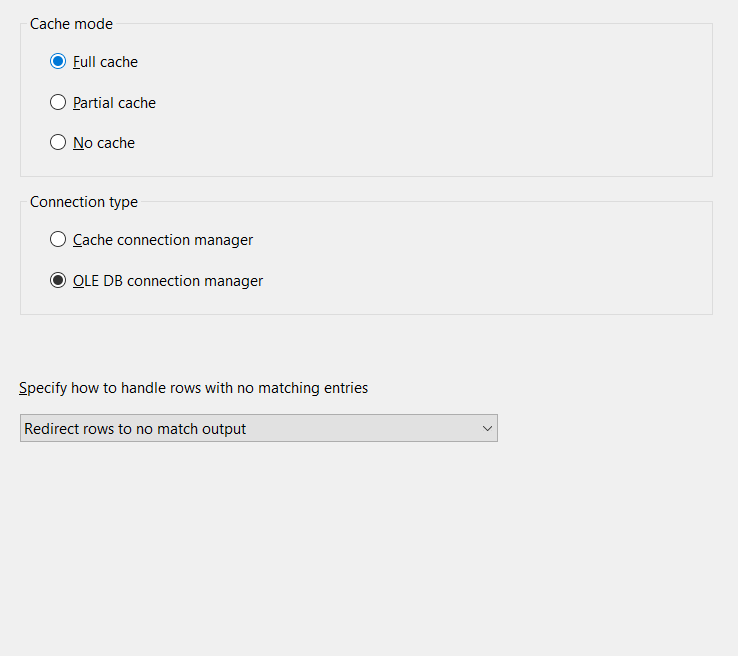 Cache mode
Full cache
Partial cache
No cache
Connection type
Cache connection manager
OLE DB connection manager
Specify how to handle rows with no matching entries
Redirect rows to no match output